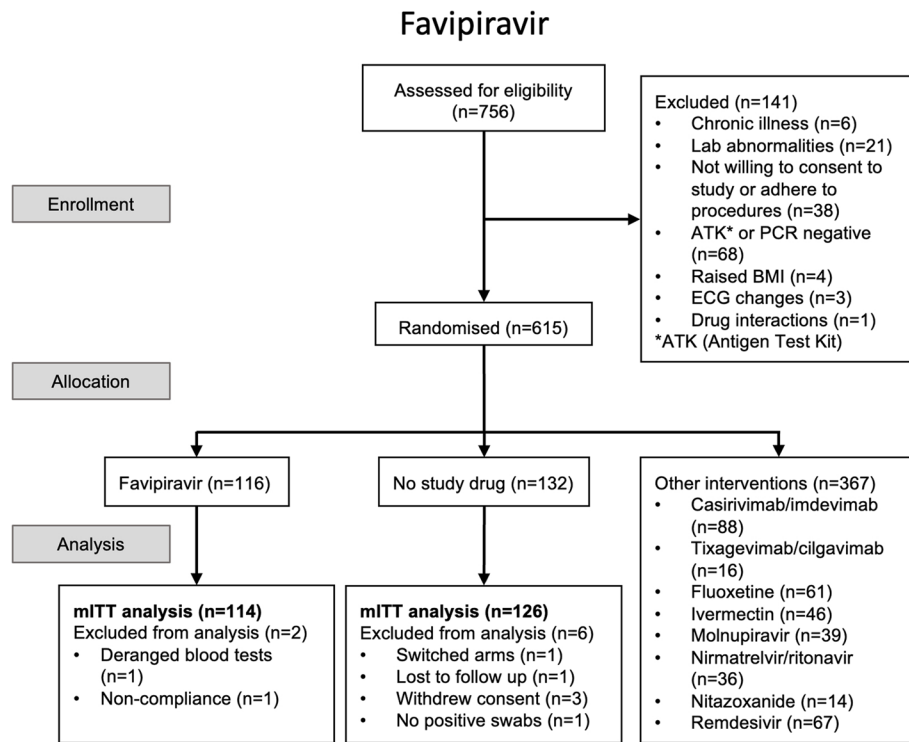 Favipiravir
Assessed for eligibility
(n=756)
Excluded (n=141)
• Chronic illness (n=6)
• Lab abnormalities (n=21)
• Not willing to consent to
study or adhere to
procedures (n=38)
• ATK* or PCR negative
(n=68)
• Raised BMI (n=4)
• ECG changes (n=3)
• Drug interactions (n=1)
*ATK (Antigen Test Kit)
Enrollment
Randomised (n=615)
Allocation
Favipiravir (n=116)
No study drug (n=132)
Other interventions (n=367)
• Casirivimab/imdevimab
(n=88)
• Tixagevimab/cilgavimab
(n=16)
• Fluoxetine (n=61)
• Ivermectin (n=46)
• Molnupiravir (n=39)
• Nirmatrelvir/ritonavir
(n=36)
• Nitazoxanide (n=14)
• Remdesivir (n=67)
Analysis
mITT analysis (n=114)
Excluded from analysis (n=2)
• Deranged blood tests
(n=1)
• Non-compliance (n=1)
mITT analysis (n=126)
Excluded from analysis (n=6)
• Switched arms (n=1)
• Lost to follow up (n=1)
• Withdrew consent (n=3)
• No positive swabs (n=1)